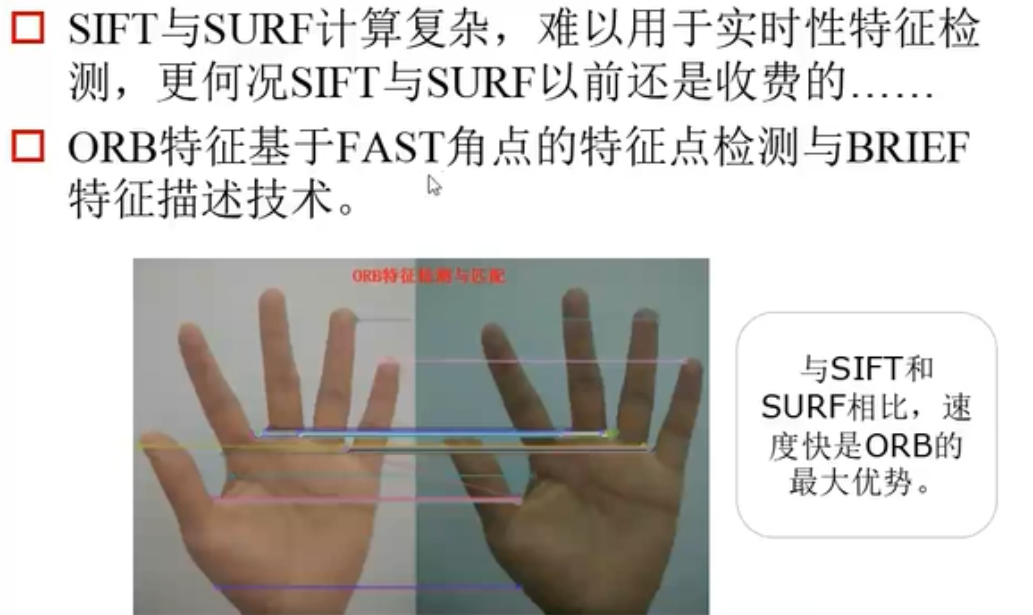 SIFT与SURF计算复杂，难以用于实时性特征检
测，更何况SIFT与SURF以前还是收费的……
ORB特征基于FAST角点的特征点检测与BRIEF
特征描述技术。
ORB特征检测与匹配
与SIFT和
SURF相比，速
度快是ORB的
最大优势。